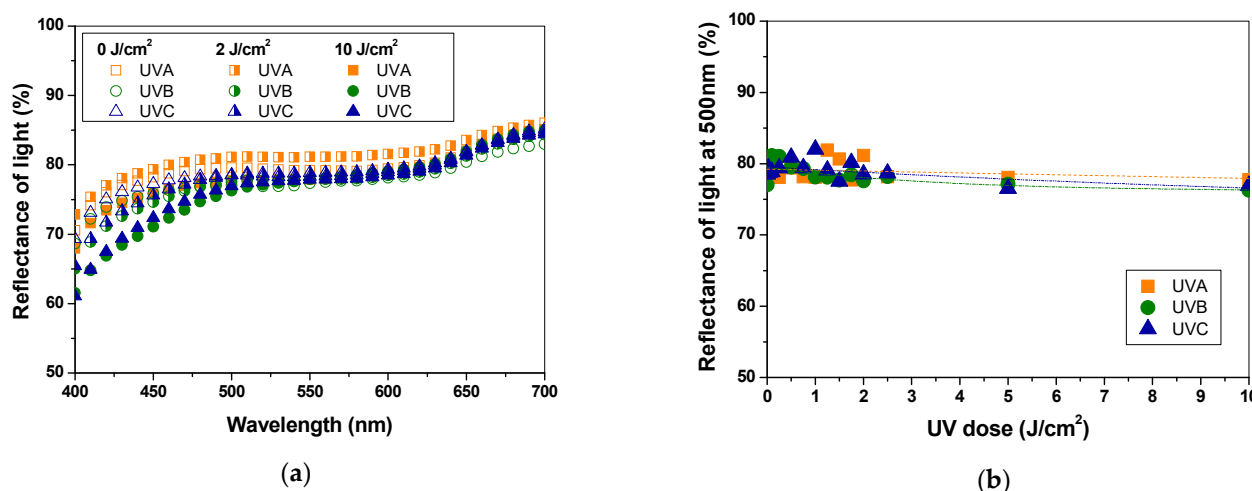 100
90
80
70
60
50
Reflectance of light (%)
0 J/cm² 2 J/cm² 10 J/cm²
UVA UVA UVA
UVB UVB UVB
UVC UVC UVC
400 450 500 550 600 650 700
Wavelength (nm)
(a)
100
90
80
70
60
50
Reflectance of light at 500nm (%)
UVA
UVB
UVC
0 1 2 3 4 5 6 7 8 9 10
UV dose (J/cm²)
(b)